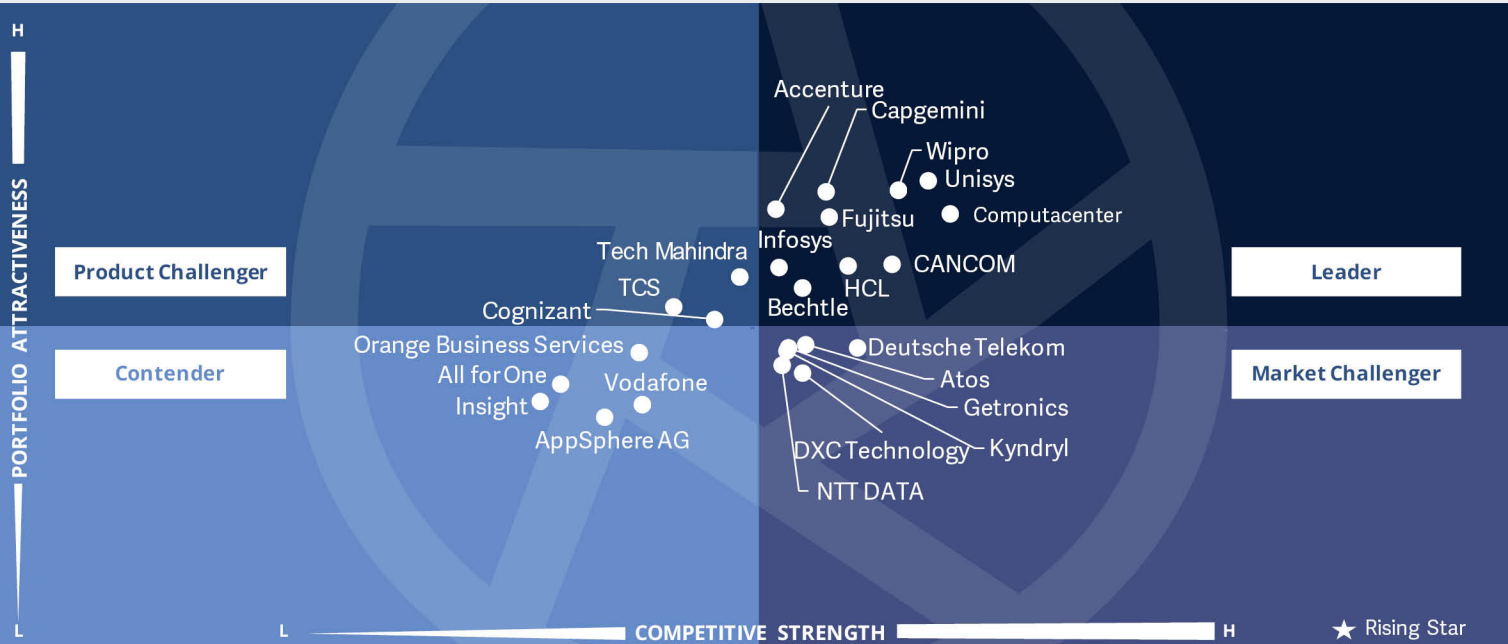 H
Accenture
Capgemini
Wipro
Unisys
Fujitsu
Computacenter
Infosys
Tech Mahindra
CANCOM
Product Challenger
Leader
TCS
HCL
Bechtle
Cognizant
Orange Business Services
Deutsche Telekom
Contender
All for One
Vodafone
Atos
Market Challenger
Insight
Getronics
AppSphere AG
DXC Technology
Kyndryl
NTT DATA
PORTFOLIO ATTRACTIVENESS
L
L
COMPETITIVE STRENGTH
H
Rising Star